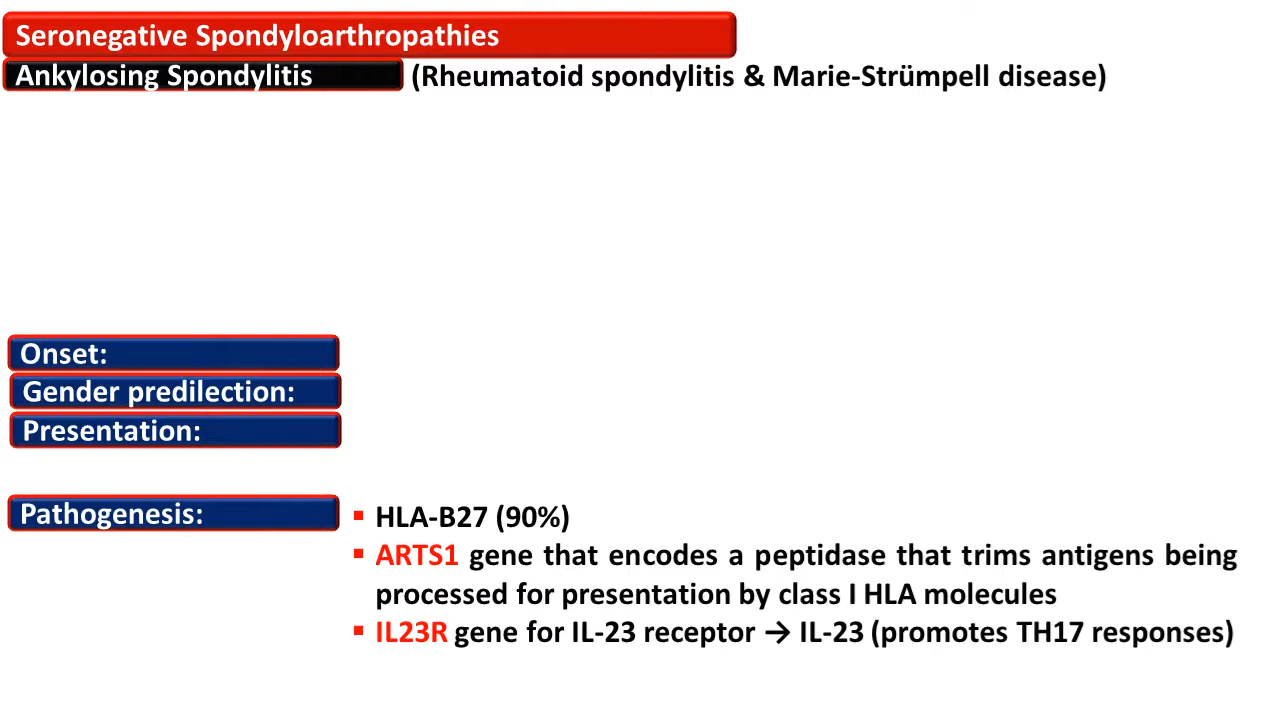 Seronegative Spondyloarthropathies
Ankylosing Spondylitis (Rheumatoid spondylitis & Marie-Strümpell disease)
Onset:
Gender predilection:
Presentation:
Pathogenesis: ▪ HLA-B27 (90%)
▪ ARTS1 gene that encodes a peptidase that trims antigens being
processed for presentation by class I HLA molecules
▪ IL23R gene for IL-23 receptor → IL-23 (promotes TH17 responses)